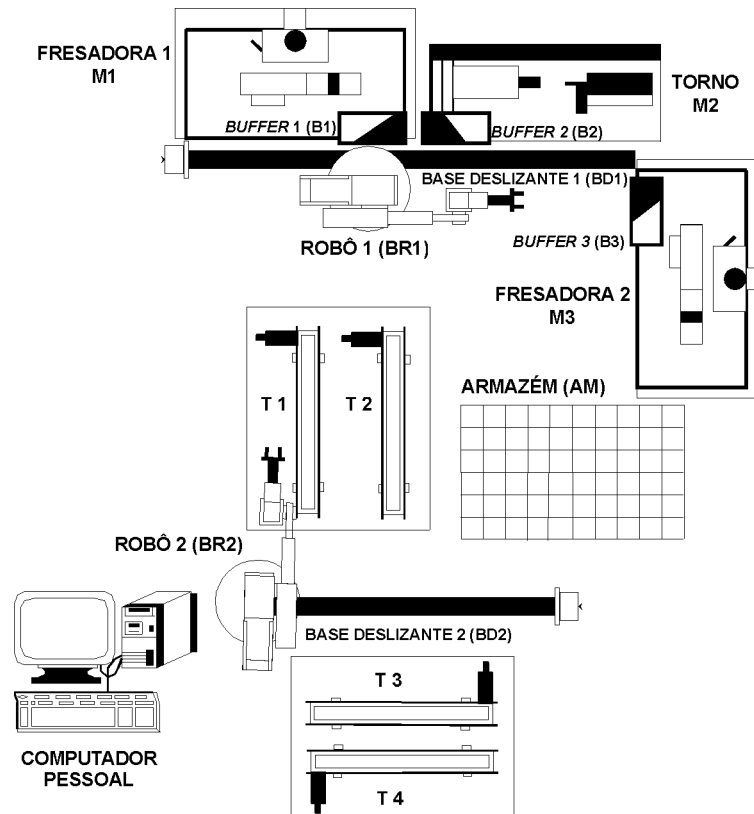 FRESADORA 1
M1
BUFFER 1 (B1)
BUFFER 2 (B2)
TORNO
M2
BASE DESLIZANTE 1 (BD1)
ROBÔ 1 (BR1)
BUFFER 3 (B3)
FRESADORA 2
M3
T 1
T 2
ARMAZÉM (AM)
ROBÔ 2 (BR2)
BASE DESLIZANTE 2 (BD2)
T 3
COMPUTADOR
PESSOAL
T 4